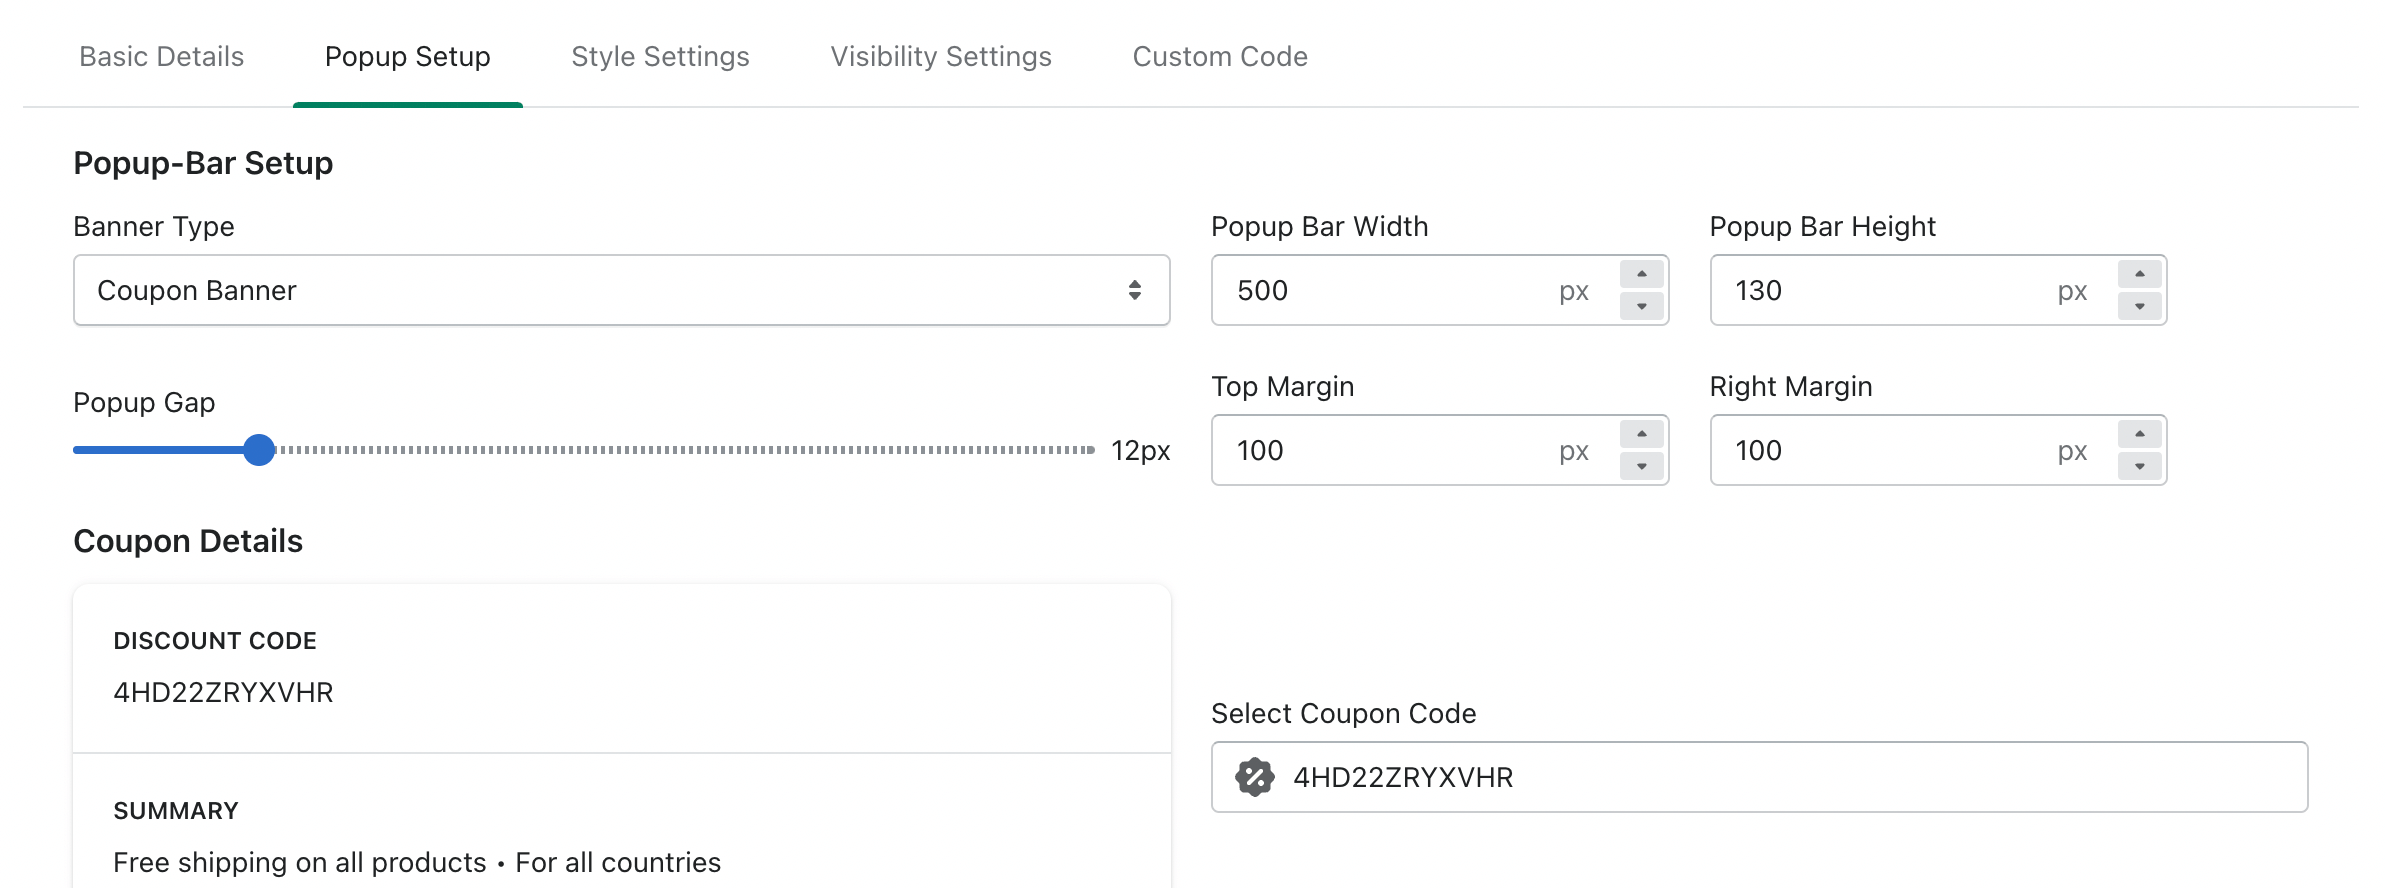 Basic Details Popup Setup Style Settings Visibility Settings Custom Code
Popup-Bar Setup
Banner Type
Coupon Banner
Popup Bar Width
500 px
Popup Bar Height
130 px
Popup Gap
12px
Top Margin
100 px
Right Margin
100 px
Coupon Details
DISCOUNT CODE
4HD22ZRYXVHR
SUMMARY
Free shipping on all products • For all countries
Select Coupon Code
4HD22ZRYXVHR